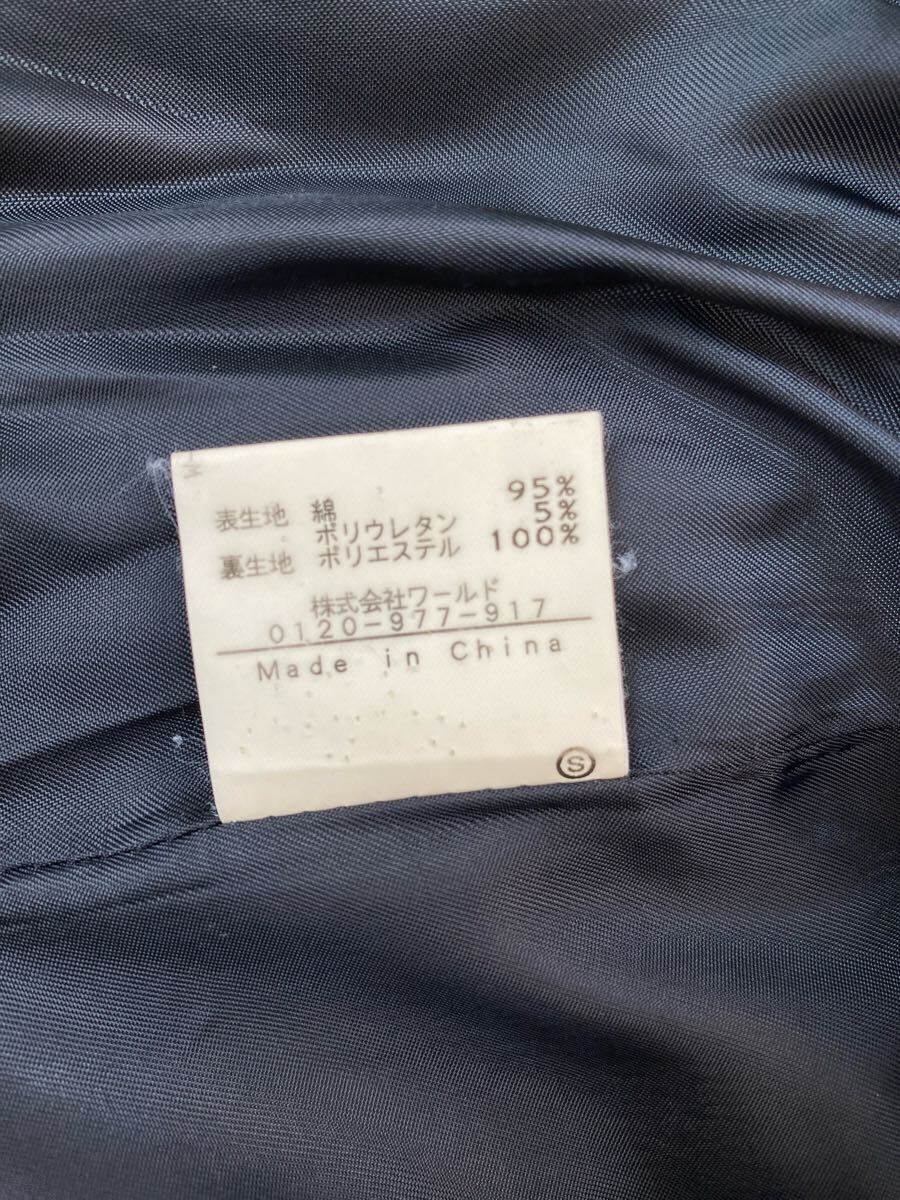 表生地 綿 95%
ポリウレタン 5%
裏生地 ポリエステル 100%
株式会社ワールド
0120-977-917
Made in China
S